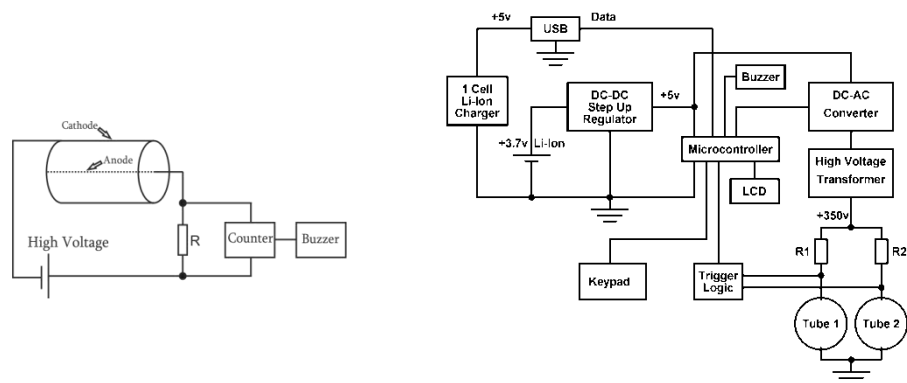 Cathode
Anode
High Voltage
R
Counter
Buzzer
+5v
USB
Data
1 Cell
Li-Ion
Charger
DC-DC
Step Up
Regulator
+5v
Buzzer
DC-AC
Converter
+3.7v
Li-Ion
Microcontroller
LCD
High Voltage
Transformer
+350v
R1
R2
Keypad
Trigger
Logic
Tube 1
Tube 2